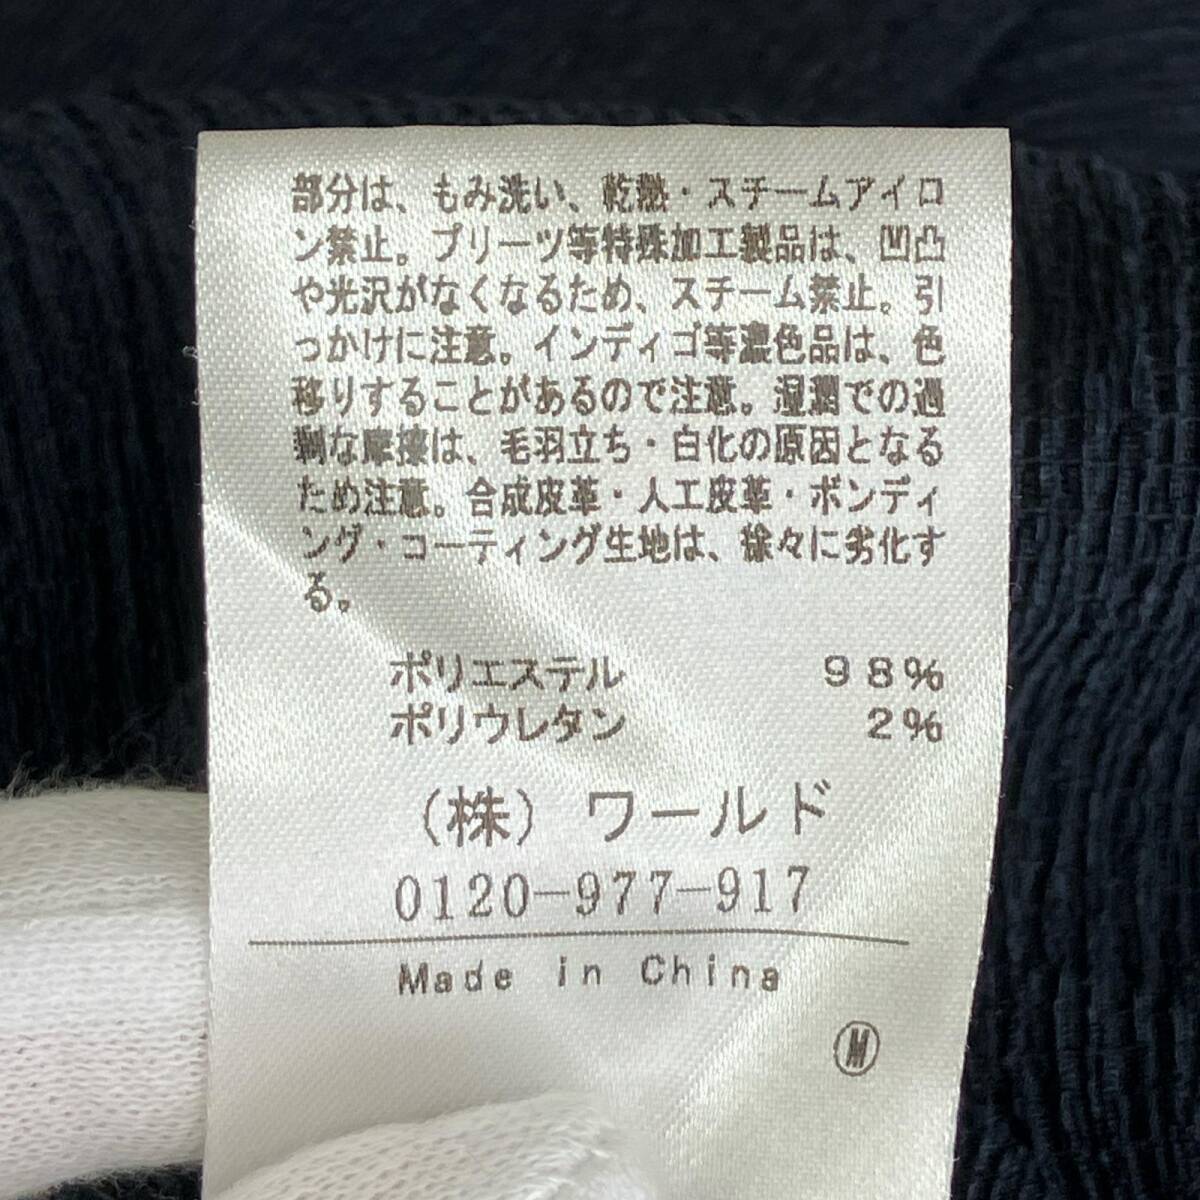 部分は、もみ洗い、乾熱・スチームアイロ
ン禁止。プリーツ等特殊加工製品は、凹凸
や光沢がなくなるため、スチーム禁止。引
っかけに注意。インディゴ等濃色品は、色
移りすることがあるので注意。湿潤での過
剰な摩擦は、毛羽立ち・白化の原因となる
ため注意。合成皮革・人工皮革・ボンディ
ング・コーティング生地は、徐々に劣化す
る。
ポリエステル 98%
ポリウレタン 2%
(株) ワールド
0120-977-917
Made in China
Ⓜ